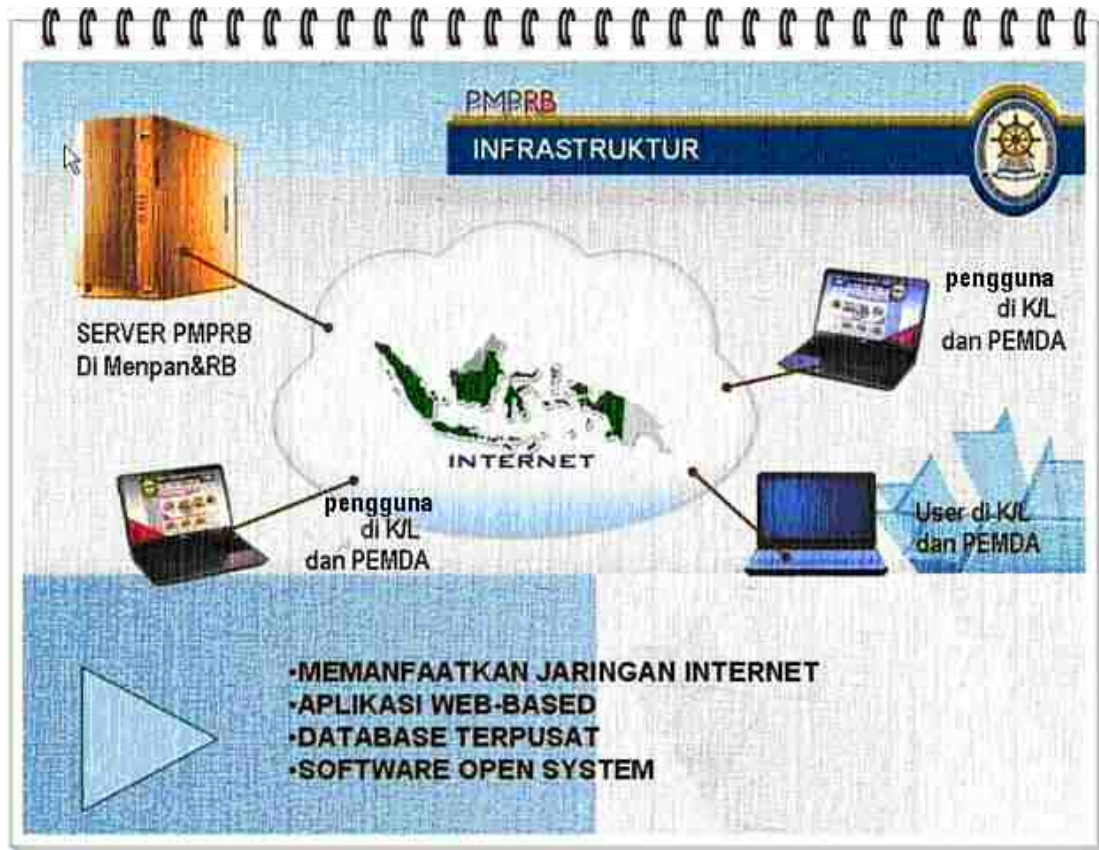 PMPRB
INFRASTRUKTUR
SERVER PMPRB
Di Menpan&RB
pengguna
di K/L
dan PEMDA
INTERNET
pengguna
di K/L
dan PEMDA
User di K/L
dan PEMDA
•MEMANFAATKAN JARINGAN INTERNET
•APLIKASI WEB-BASED
•DATABASE TERPUSAT
•SOFTWARE OPEN SYSTEM